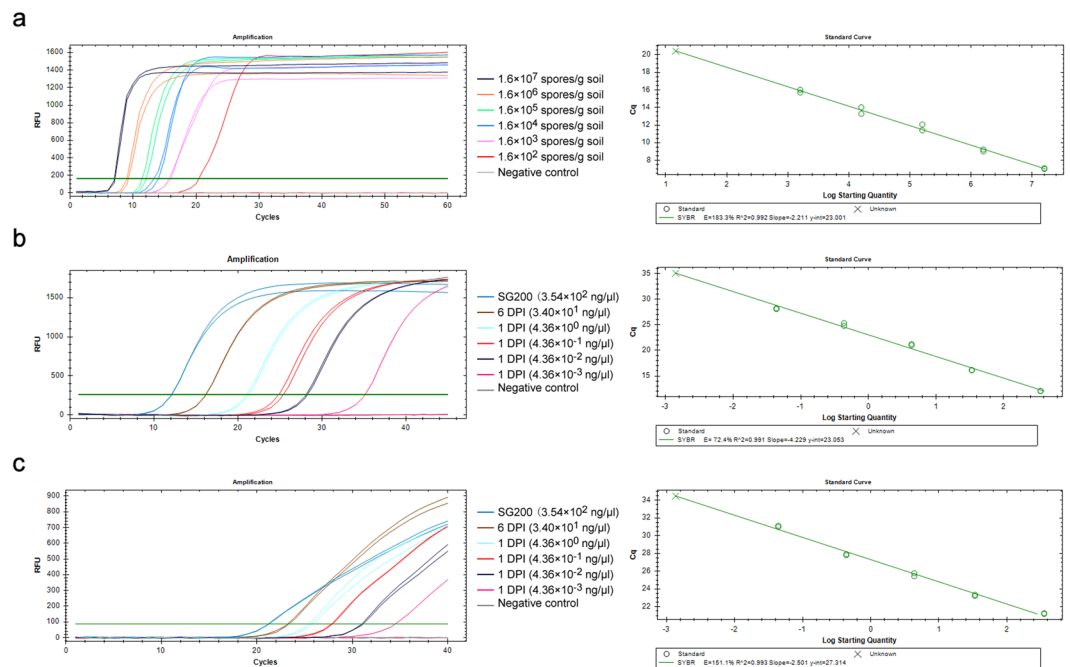 a
Amplification
RFU
1600
1400
1200
1000
800
600
400
200
0
0 10 20 30 40 50 60
Cycles
1.6×10⁷ spores/g soil
1.6×10⁶ spores/g soil
1.6×10⁵ spores/g soil
1.6×10⁴ spores/g soil
1.6×10³ spores/g soil
1.6×10² spores/g soil
Negative control
Standard Curve
Cq
20
18
16
14
12
10
8
1 2 3 4 5 6 7
Log Starting Quantity
Standard Unknown
SYBR E=183.3% R^2=0.992 Slope=-2.211 y-int=23.001
b
Amplification
RFU
1500
1000
500
0
0 10 20 30 40
Cycles
SG200 (3.54×10² ng/μl)
6 DPI (3.40×10¹ ng/μl)
1 DPI (4.36×10⁰ ng/μl)
1 DPI (4.36×10⁻¹ ng/μl)
1 DPI (4.36×10⁻² ng/μl)
1 DPI (4.36×10⁻³ ng/μl)
Negative control
Standard Curve
Cq
35
30
25
20
15
-3 -2 -1 0 1 2
Log Starting Quantity
Standard Unknown
SYBR E= 72.4% R^2=0.991 Slope=-4.229 y-int=23.053
c
Amplification
RFU
900
800
700
600
500
400
300
200
100
0
0 10 20 30 40
Cycles
SG200 (3.54×10² ng/μl)
6 DPI (3.40×10¹ ng/μl)
1 DPI (4.36×10⁰ ng/μl)
1 DPI (4.36×10⁻¹ ng/μl)
1 DPI (4.36×10⁻² ng/μl)
1 DPI (4.36×10⁻³ ng/μl)
Negative control
Standard Curve
Cq
34
32
30
28
26
24
22
-3 -2 -1 0 1 2
Log Starting Quantity
Standard Unknown
SYBR E=151.1% R^2=0.993 Slope=-2.501 y-int=27.314